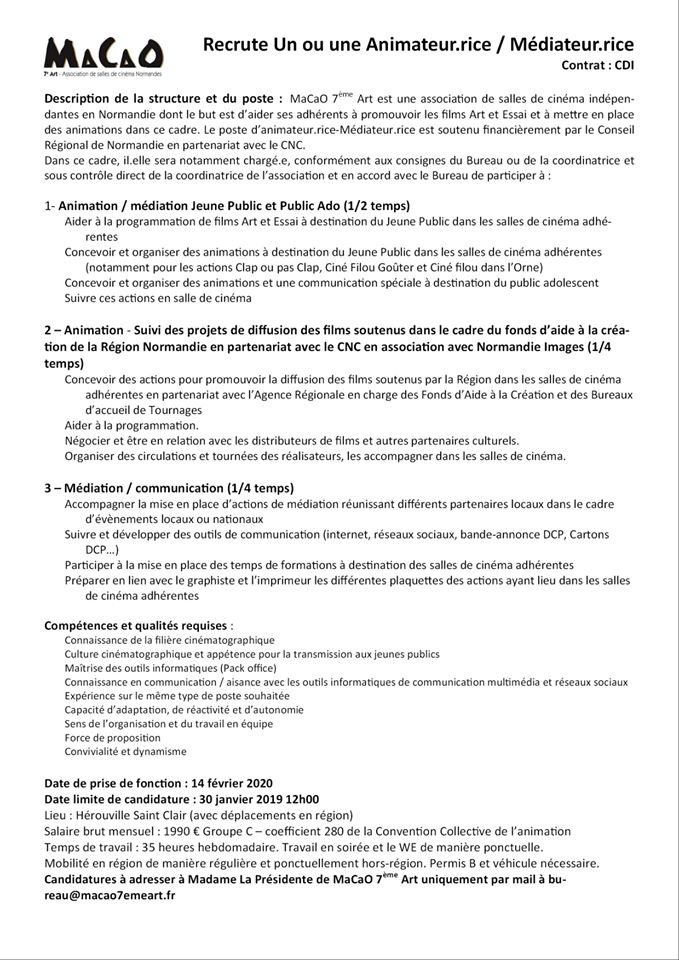 MaCaO
7e Art - Association de salles de cinéma Normandes
Recrute Un ou une Animateur.rice / Médiateur.rice
Contrat : CDI
Description de la structure et du poste : MaCaO 7ème Art est une association de salles de cinéma indépen-
dantes en Normandie dont le but est d'aider ses adhérents à promouvoir les films Art et Essai et à mettre en place
des animations dans ce cadre. Le poste d'animateur.rice-Médiateur.rice est soutenu financièrement par le Conseil
Régional de Normandie en partenariat avec le CNC.
Dans ce cadre, il.elle sera notamment chargé.e, conformément aux consignes du Bureau ou de la coordinatrice et
sous contrôle direct de la coordinatrice de l'association et en accord avec le Bureau de participer à :
1- Animation / médiation Jeune Public et Public Ado (1/2 temps)
Aider à la programmation de films Art et Essai à destination du Jeune Public dans les salles de cinéma adhé-
rentes
Concevoir et organiser des animations à destination du Jeune Public dans les salles de cinéma adhérentes
(notamment pour les actions Clap ou pas Clap, Ciné Filou Goûter et Ciné filou dans l'Orne)
Concevoir et organiser des animations et une communication spéciale à destination du public adolescent
Suivre ces actions en salle de cinéma
2 – Animation - Suivi des projets de diffusion des films soutenus dans le cadre du fonds d'aide à la créa-
tion de la Région Normandie en partenariat avec le CNC en association avec Normandie Images (1/4
temps)
Concevoir des actions pour promouvoir la diffusion des films soutenus par la Région dans les salles de cinéma
adhérentes en partenariat avec l'Agence Régionale en charge des Fonds d'Aide à la Création et des Bureaux
d'accueil de Tournages
Aider à la programmation.
Négocier et être en relation avec les distributeurs de films et autres partenaires culturels.
Organiser des circulations et tournées des réalisateurs, les accompagner dans les salles de cinéma.
3 – Médiation / communication (1/4 temps)
Accompagner la mise en place d'actions de médiation réunissant différents partenaires locaux dans le cadre
d'évènements locaux ou nationaux
Suivre et développer des outils de communication (internet, réseaux sociaux, bande-annonce DCP, Cartons
DCP…)
Participer à la mise en place des temps de formations à destination des salles de cinéma adhérentes
Préparer en lien avec le graphiste et l'imprimeur les différentes plaquettes des actions ayant lieu dans les salles
de cinéma adhérentes
Compétences et qualités requises :
Connaissance de la filière cinématographique
Culture cinématographique et appétence pour la transmission aux jeunes publics
Maîtrise des outils informatiques (Pack office)
Connaissance en communication / aisance avec les outils informatiques de communication multimédia et réseaux sociaux
Expérience sur le même type de poste souhaitée
Capacité d'adaptation, de réactivité et d'autonomie
Sens de l'organisation et du travail en équipe
Force de proposition
Convivialité et dynamisme
Date de prise de fonction : 14 février 2020
Date limite de candidature : 30 janvier 2019 12h00
Lieu : Hérouville Saint Clair (avec déplacements en région)
Salaire brut mensuel : 1990 € Groupe C – coefficient 280 de la Convention Collective de l'animation
Temps de travail : 35 heures hebdomadaire. Travail en soirée et le WE de manière ponctuelle.
Mobilité en région de manière régulière et ponctuellement hors-région. Permis B et véhicule nécessaire.
Candidatures à adresser à Madame La Présidente de MaCaO 7ème Art uniquement par mail à bu-
reau@macao7emeart.fr